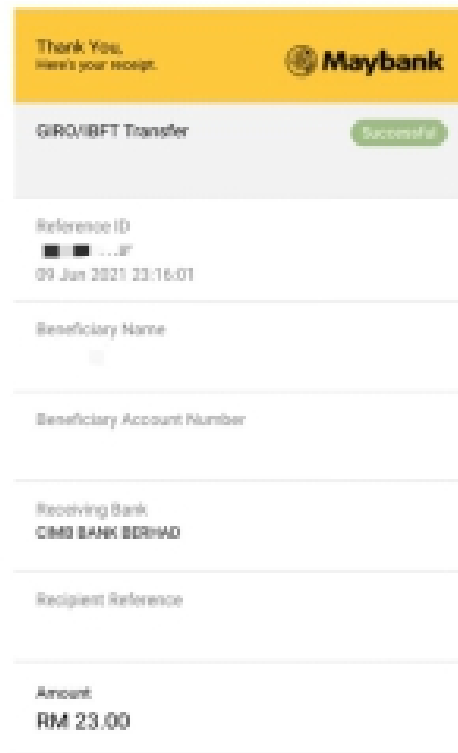 Thank You,
Here's your receipt.
Maybank
GIRO/IBFT Transfer
Successful
Reference ID
09 Jun 2021 23:16:01
Beneficiary Name
Beneficiary Account Number
Receiving Bank
CIMB BANK BERHAD
Recipient Reference
Amount
RM 23.00